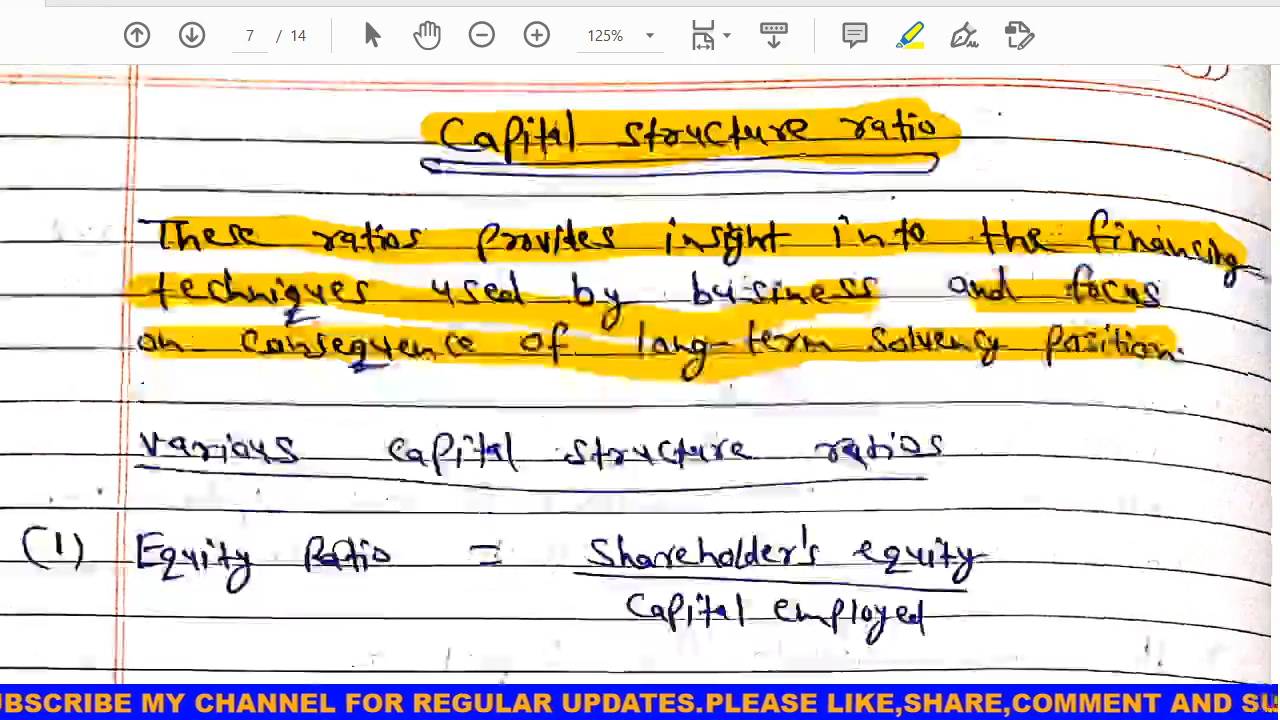 7 / 14
125%
Capital structure ratio
These ratios provides insight into the financing
techniques used by business and focus
on consequence of long-term solvency position.
Various capital structure ratios
(1) Equity Ratio = Shareholder's equity
Capital employed
UBSCRIBE MY CHANNEL FOR REGULAR UPDATES.PLEASE LIKE,SHARE,COMMENT AND SU